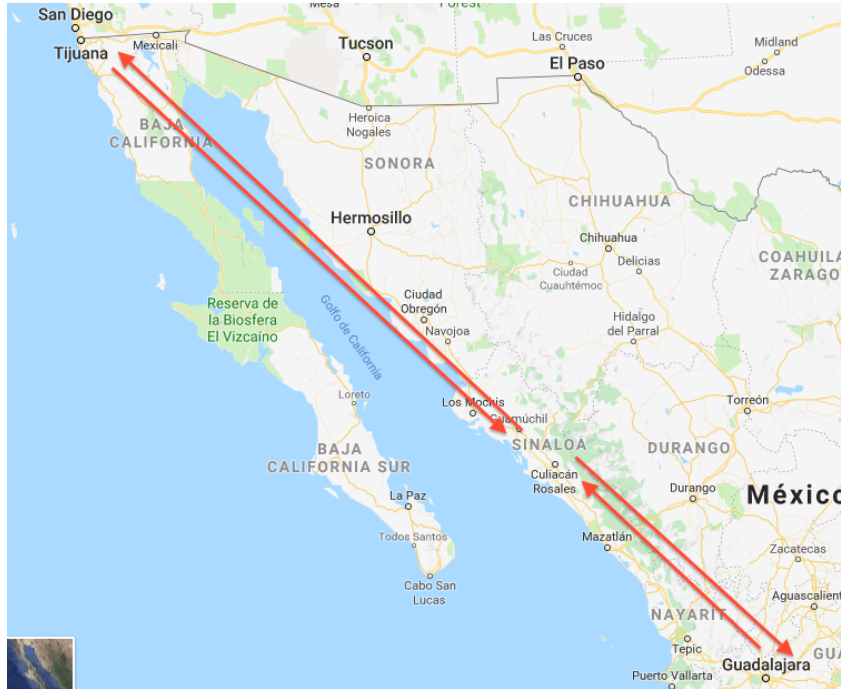 San Diego
Tijuana
Mexicali
Mesa
Forest
Tucson
Las Cruces
Midland
El Paso
Odessa
Heroica
Nogales
BAJA
CALIFORNIA
SONORA
CHIHUAHUA
Hermosillo
Chihuahua
COAHUILA
ZARAGO
Delicias
Ciudad
Cuauhtémoc
Reserva de
la Biosfera
El Vizcaíno
Golfo de California
Ciudad
Obregón
Navojoa
Hidalgo
del Parral
Loreto
Los Mochis
Guamúchil
Torreón
SINALOA
DURANGO
BAJA
CALIFORNIA SUR
Culiacán
Rosales
La Paz
Durango
México
Todos Santos
Mazatlán
Zacatecas
Cabo San
Lucas
Aguascalient
NAYARIT
Tepic
GUA
Guadalajara
Puerto Vallarta